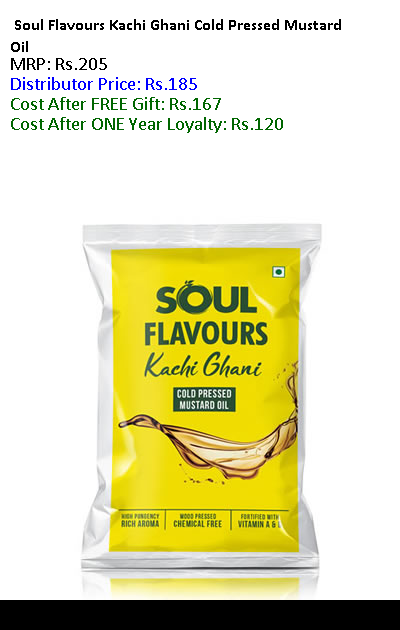 Soul Flavours Kachi Ghani Cold Pressed Mustard
Oil
MRP: Rs.205
Distributor Price: Rs.185
Cost After FREE Gift: Rs.167
Cost After ONE Year Loyalty: Rs.120
SOUL
FLAVOURS
Kachi Ghani
COLD PRESSED
MUSTARD OIL
HIGH PUNGENCY
RICH AROMA
WOOD PRESSED
CHEMICAL FREE
FORTIFIED WITH
VITAMIN A &